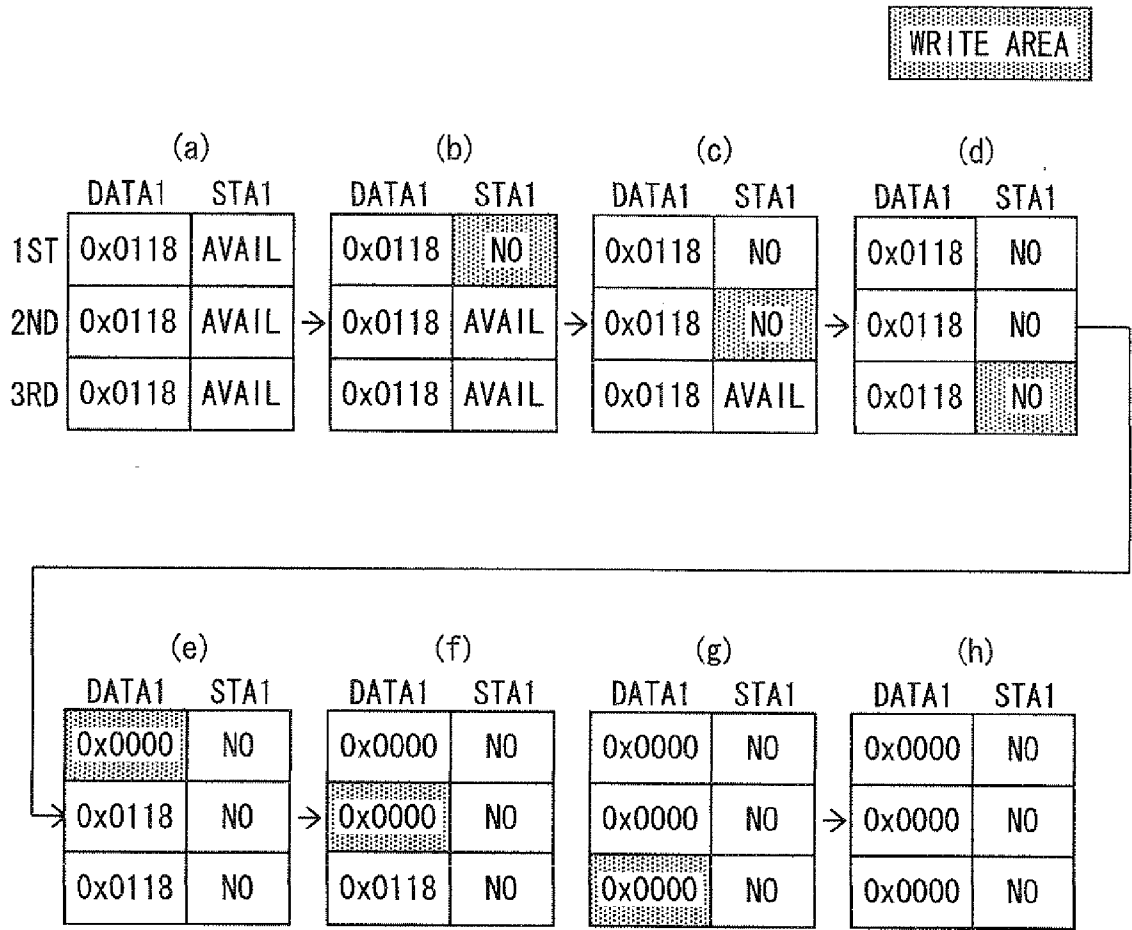 WRITE AREA
(a) (b) (c) (d)
DATA1 STA1 DATA1 STA1 DATA1 STA1 DATA1 STA1
1ST 0x0118 AVAIL 0x0118 NO 0x0118 NO 0x0118 NO
2ND 0x0118 AVAIL 0x0118 AVAIL 0x0118 NO 0x0118 NO
3RD 0x0118 AVAIL 0x0118 AVAIL 0x0118 AVAIL 0x0118 NO
(e) (f) (g) (h)
DATA1 STA1 DATA1 STA1 DATA1 STA1 DATA1 STA1
0x0000 NO 0x0000 NO 0x0000 NO 0x0000 NO
0x0118 NO 0x0000 NO 0x0000 NO 0x0000 NO
0x0118 NO 0x0118 NO 0x0000 NO 0x0000 NO